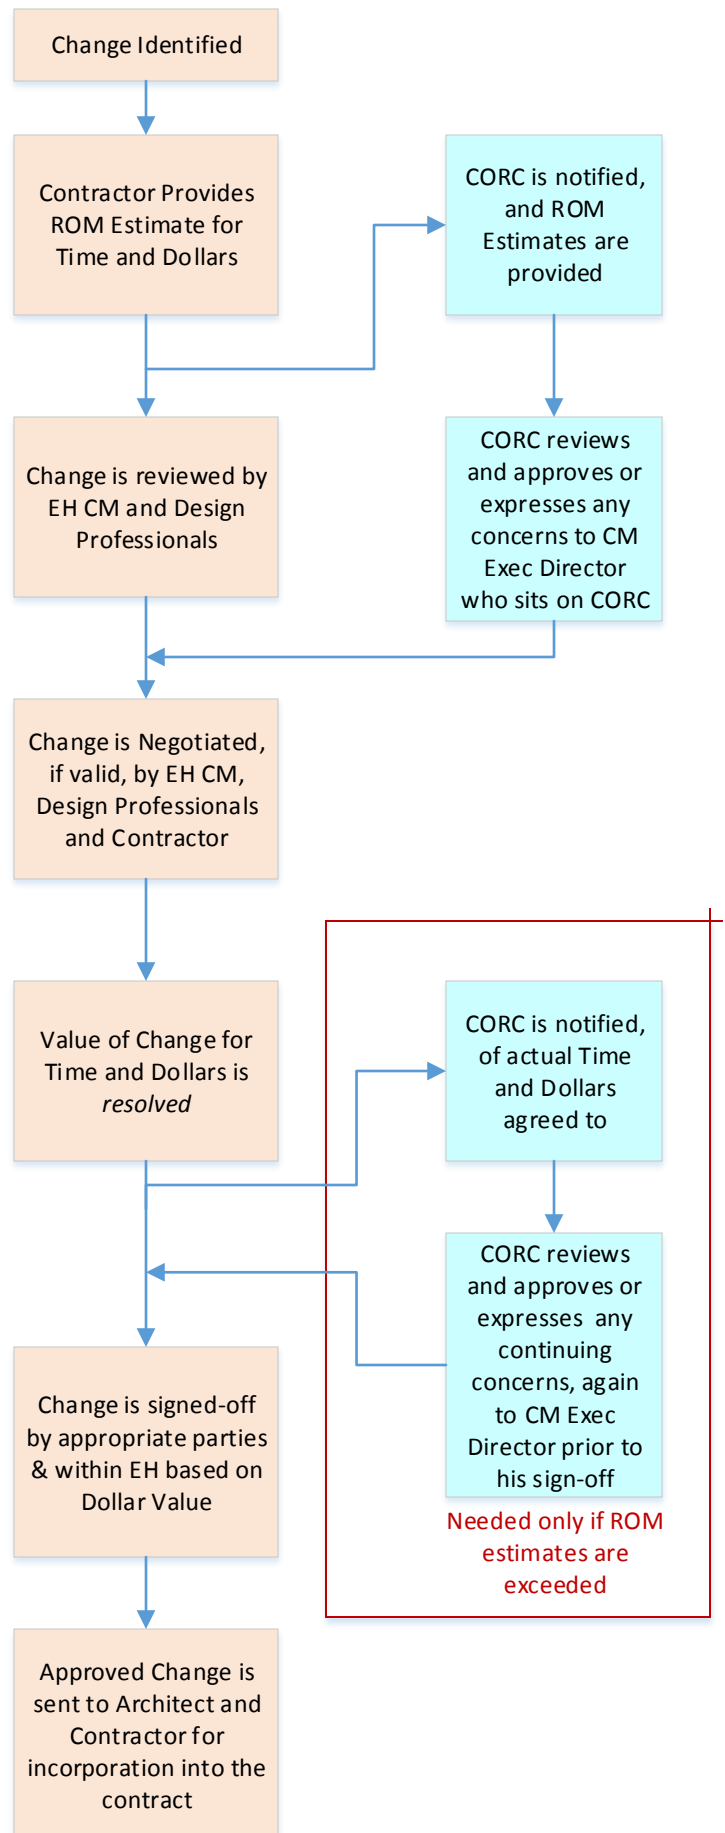 Change Identified
Contractor Provides
ROM Estimate for
Time and Dollars
CORC is notified,
and ROM
Estimates are
provided
Change is reviewed by
EH CM and Design
Professionals
CORC reviews
and approves or
expresses any
concerns to CM
Exec Director
who sits on CORC
Change is Negotiated,
if valid, by EH CM,
Design Professionals
and Contractor
Value of Change for
Time and Dollars is
resolved
CORC is notified,
of actual Time
and Dollars
agreed to
CORC reviews
and approves or
expresses any
continuing
concerns, again
to CM Exec
Director prior to
his sign-off
Needed only if ROM
estimates are
exceeded
Change is signed-off
by appropriate parties
& within EH based on
Dollar Value
Approved Change is
sent to Architect and
Contractor for
incorporation into the
contract